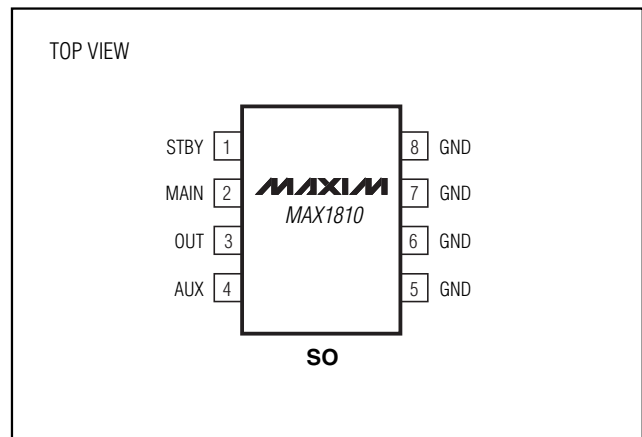 TOP VIEW
STBY 1 8 GND
MAIN 2 MAXIM 7 GND
MAX1810
OUT 3 6 GND
AUX 4 5 GND
SO